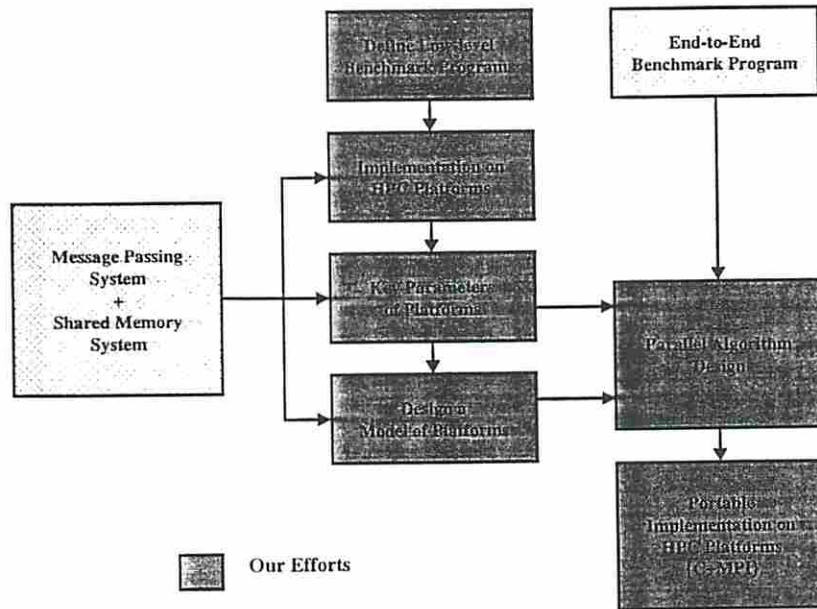 Define Low-level
Benchmark Programs
End-to-End
Benchmark Program
Implementation on
HPC Platforms
Message Passing
System
+
Shared Memory
System
Key Parameters
of Platforms
Parallel Algorithm
Design
Design a
Model of Platforms
Portable
Implementation on
HPC Platforms
(C, MPI)
Our Efforts